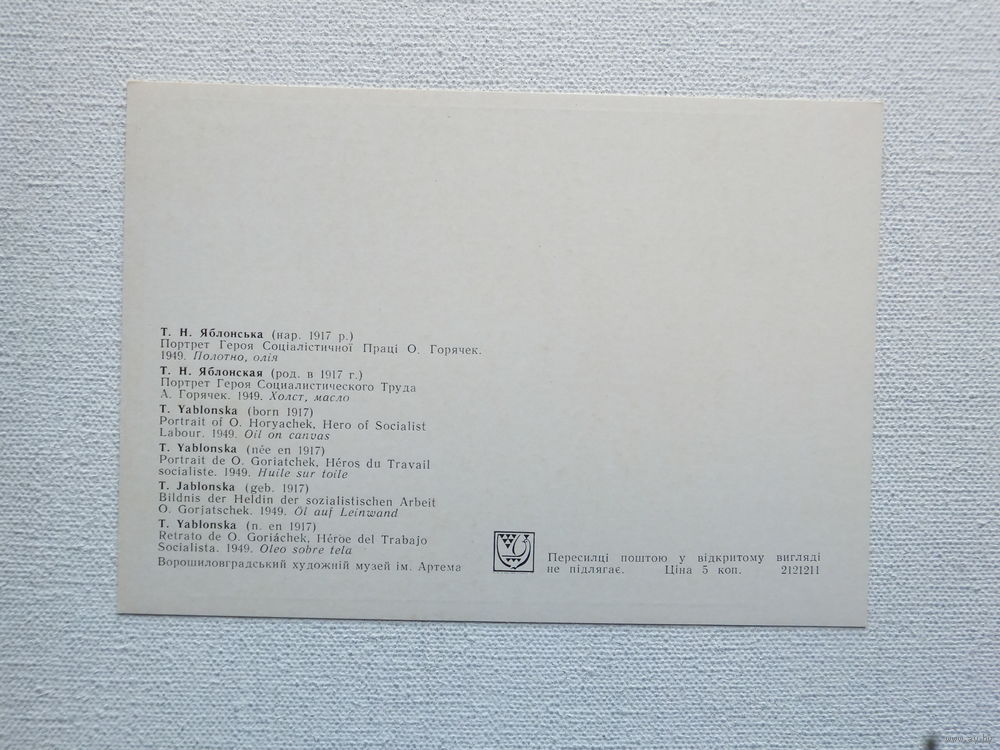 Т. Н. Яблонська (нар. 1917 р.)
Портрет Героя Соціалістичної Праці О. Горячек.
1949. Полотно, олія
Т. Н. Яблонская (род. в 1917 г.)
Портрет Героя Социалистического Труда
А. Горячек. 1949. Холст, масло
T. Yablonska (born 1917)
Portrait of O. Horyachek, Hero of Socialist
Labour. 1949. Oil on canvas
T. Yablonska (née en 1917)
Portrait de O. Goriatchek, Héros du Travail
socialiste. 1949. Huile sur toile
T. Jablonska (geb. 1917)
Bildnis der Heldin der sozialistischen Arbeit
O. Gorjatschek. 1949. Öl auf Leinwand
T. Yablonska (n. en 1917)
Retrato de O. Goriáchek, Héroe del Trabajo
Socialista. 1949. Oleo sobre tela
Ворошиловградський художній музей ім. Артема
Пересилці поштою у відкритому вигляді
не підлягає. Ціна 5 коп. 2121211
www.ay.by